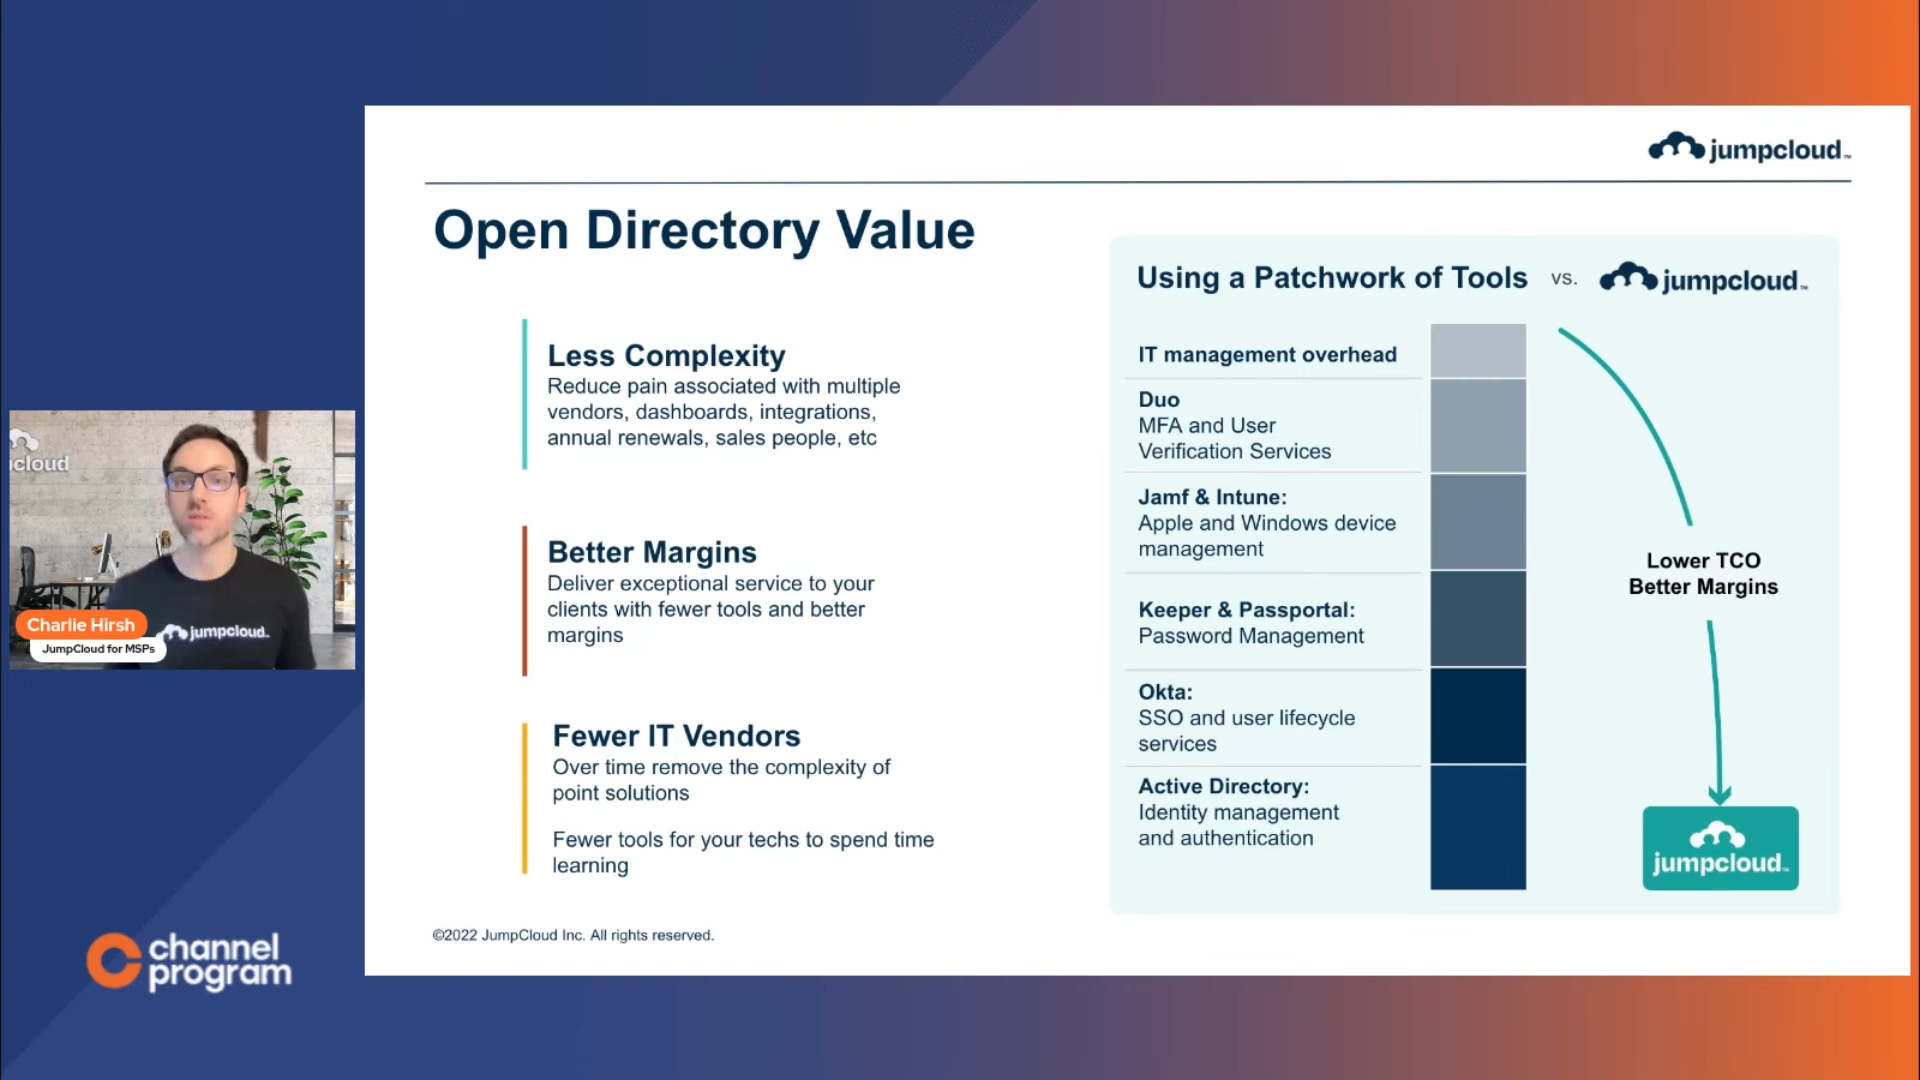 jumpcloud™
Open Directory Value
Less Complexity
Reduce pain associated with multiple
vendors, dashboards, integrations,
annual renewals, sales people, etc
Better Margins
Deliver exceptional service to your
clients with fewer tools and better
margins
Fewer IT Vendors
Over time remove the complexity of
point solutions
Fewer tools for your techs to spend time
learning
©2022 JumpCloud Inc. All rights reserved.
Using a Patchwork of Tools vs. jumpcloud™
IT management overhead
Duo
MFA and User
Verification Services
Jamf & Intune:
Apple and Windows device
management
Keeper & Passportal:
Password Management
Okta:
SSO and user lifecycle
services
Active Directory:
Identity management
and authentication
Lower TCO
Better Margins
jumpcloud™
cloud
jumpcloud.
Charlie Hirsh
JumpCloud for MSPs
channel
program